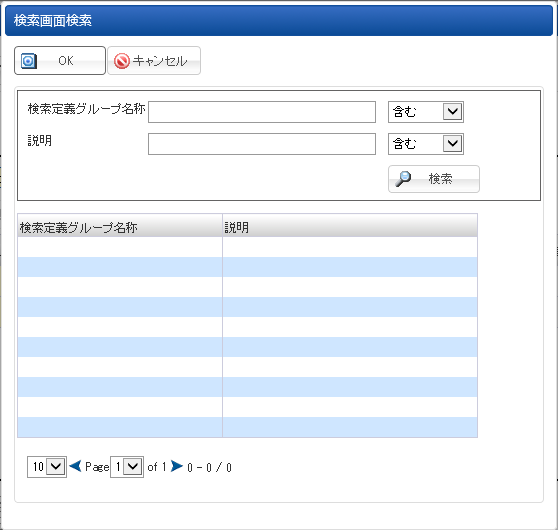 検索画面検索
OK キャンセル
検索定義グループ名称 含む
説明 含む
検索
検索定義グループ名称 説明
10 Page 1 of 1 0 - 0 / 0